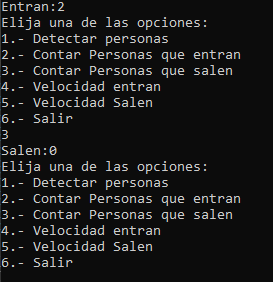 Entran:2
Elija una de las opciones:
1.- Detectar personas
2.- Contar Personas que entran
3.- Contar Personas que salen
4.- Velocidad entran
5.- Velocidad Salen
6.- Salir
3
Salen:0
Elija una de las opciones:
1.- Detectar personas
2.- Contar Personas que entran
3.- Contar Personas que salen
4.- Velocidad entran
5.- Velocidad Salen
6.- Salir